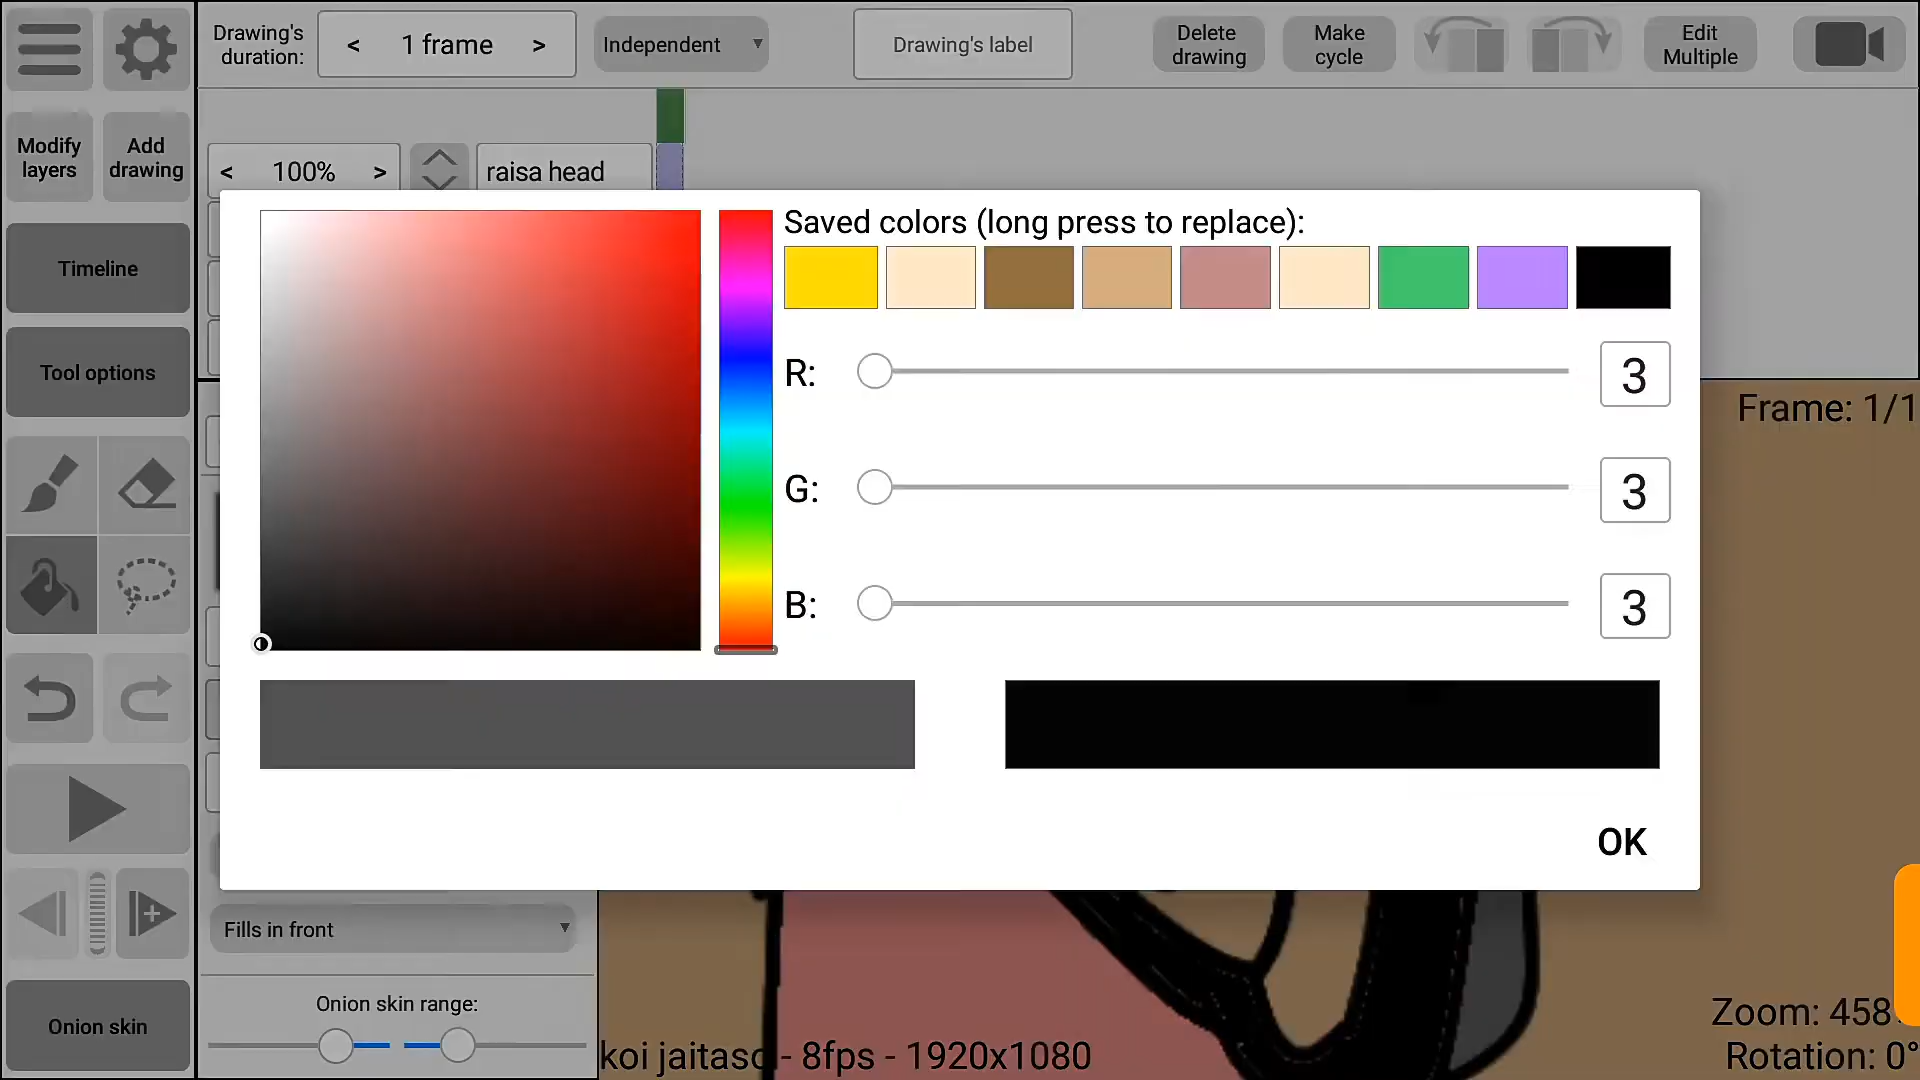 Drawing's duration:
< 1 frame >
Independent
Drawing's label
Delete drawing
Make cycle
Edit Multiple
Modify layers
Add drawing
< 100% >
raisa head
Timeline
Saved colors (long press to replace):
Tool options
R: 3
Frame: 1/1
G: 3
B: 3
OK
Fills in front
Onion skin range:
Onion skin
koi jaitaso - 8fps - 1920x1080
Zoom: 458
Rotation: 0°